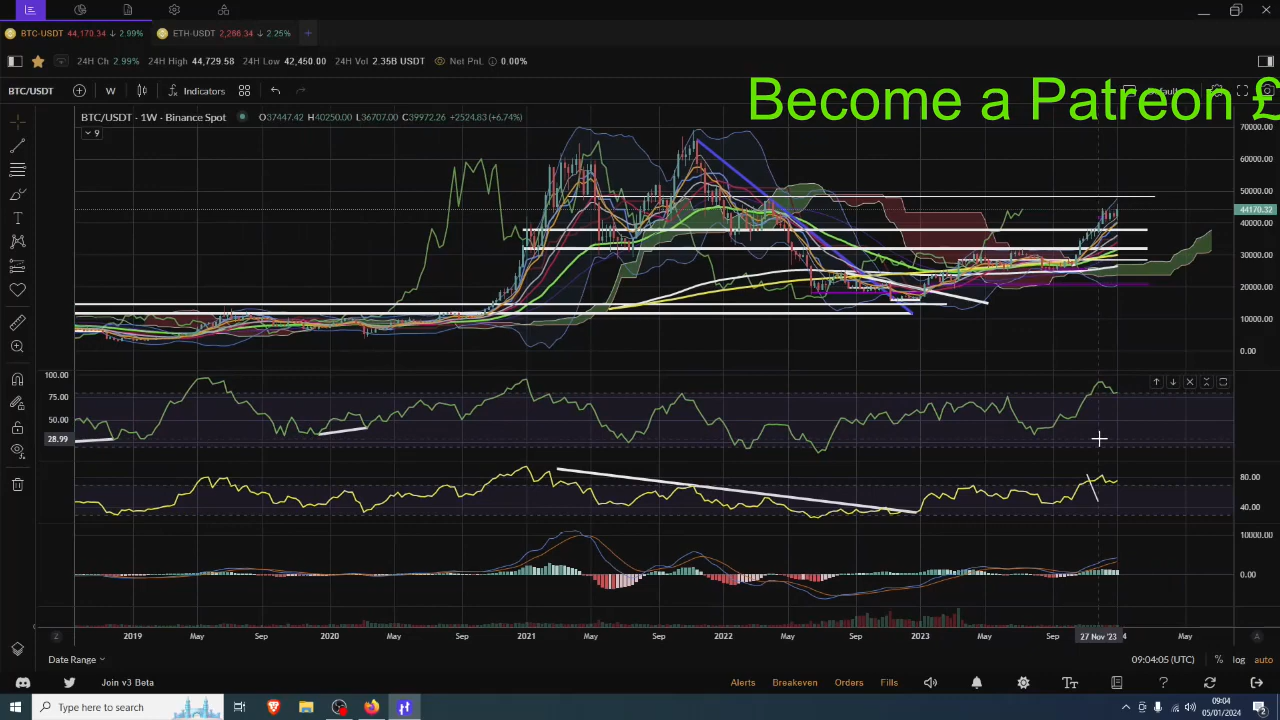 BTC-USDT 44,170.34 ↓ 2.99% ETH-USDT 2,266.34 ↓ 2.25% +
24H Ch 2.99% 24H High 44,729.58 24H Low 42,450.00 24H Vol 2.35B USDT Net PnL 0.00%
BTC/USDT W Indicators
Become a Patreon £
BTC/USDT · 1W · Binance Spot O37447.42 H40250.00 L36707.00 C39972.26 +2524.83 (+6.74%)
9
70000.00
60000.00
50000.00
44170.32
40000.00
30000.00
20000.00
10000.00
0.00
100.00
75.00
50.00
28.99
80.00
40.00
10000.00
0.00
2019 May Sep 2020 May Sep 2021 May Sep 2022 May Sep 2023 May Sep 27 Nov '23 4 May
Date Range 09:04:05 (UTC) % log auto
Join v3 Beta Alerts Breakeven Orders Fills
Type here to search
09:04
05/01/2024
2